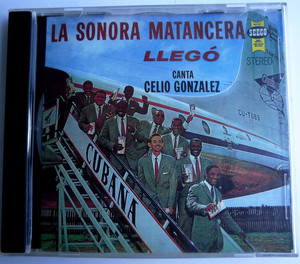 LA SONORA MATANCERA
LLEGÓ
CANTA
CELIO GONZALEZ
SEECO
STEREO
CUBANA